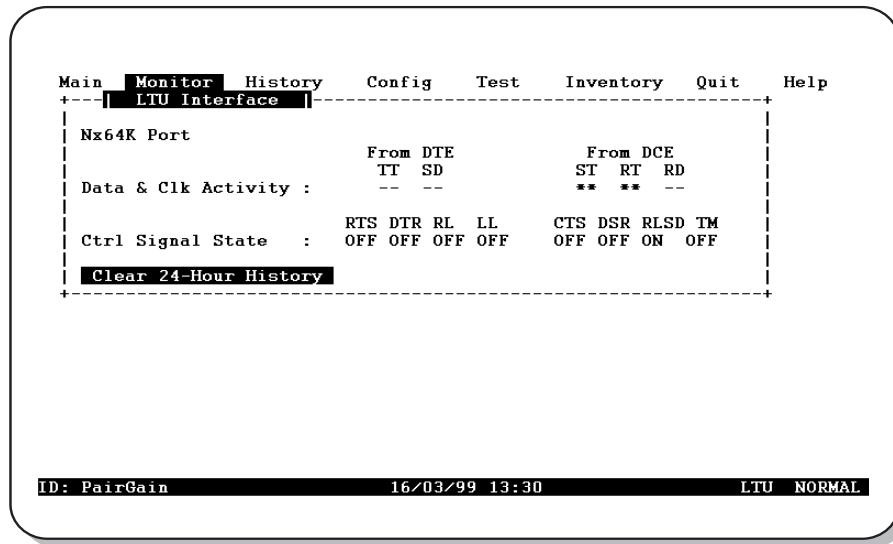 Main Monitor History Config Test Inventory Quit Help
LTU Interface
Nx64K Port
From DTE From DCE
TT SD ST RT RD
Data & Clk Activity : -- -- ** ** --
RTS DTR RL LL CTS DSR RLSD TM
Ctrl Signal State : OFF OFF OFF OFF OFF OFF ON OFF
Clear 24-Hour History
ID: PairGain 16/03/99 13:30 LTU NORMAL